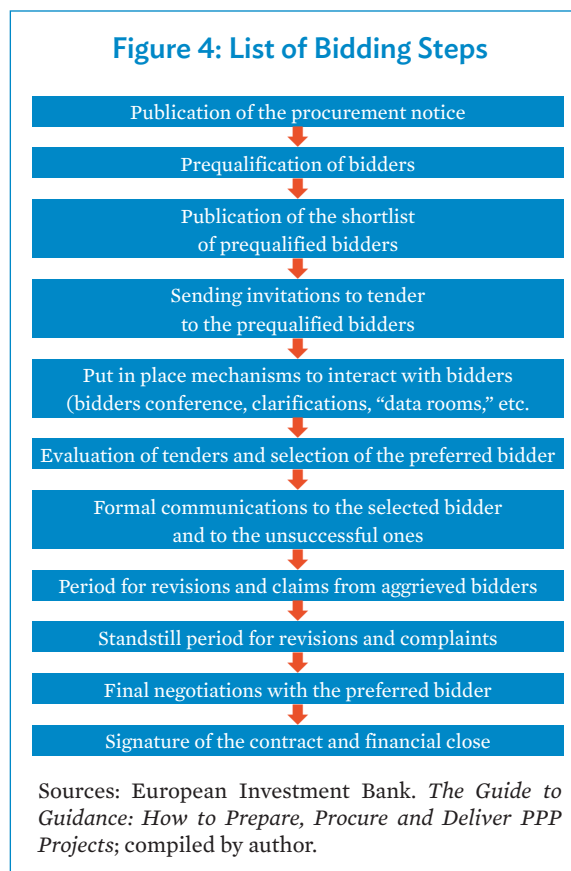 Figure 4: List of Bidding Steps
Publication of the procurement notice
Prequalification of bidders
Publication of the shortlist
of prequalified bidders
Sending invitations to tender
to the prequalified bidders
Put in place mechanisms to interact with bidders
(bidders conference, clarifications, “data rooms,” etc.
Evaluation of tenders and selection of the preferred bidder
Formal communications to the selected bidder
and to the unsuccessful ones
Period for revisions and claims from aggrieved bidders
Standstill period for revisions and complaints
Final negotiations with the preferred bidder
Signature of the contract and financial close
Sources: European Investment Bank. The Guide to
Guidance: How to Prepare, Procure and Deliver PPP
Projects; compiled by author.